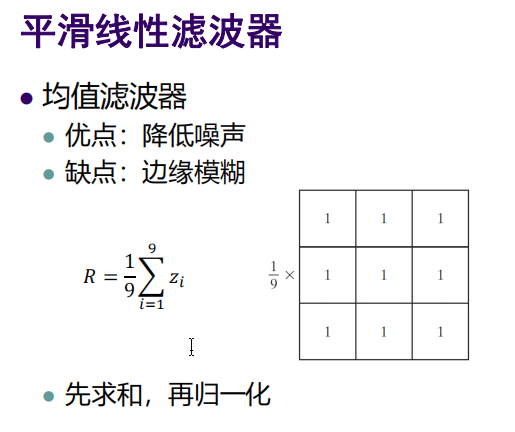 平滑线性滤波器
均值滤波器
优点：降低噪声
缺点：边缘模糊
R = \frac{1}{9} \sum_{i=1}^{9} z_i
\frac{1}{9} ×
1 1 1
1 1 1
1 1 1
先求和，再归一化